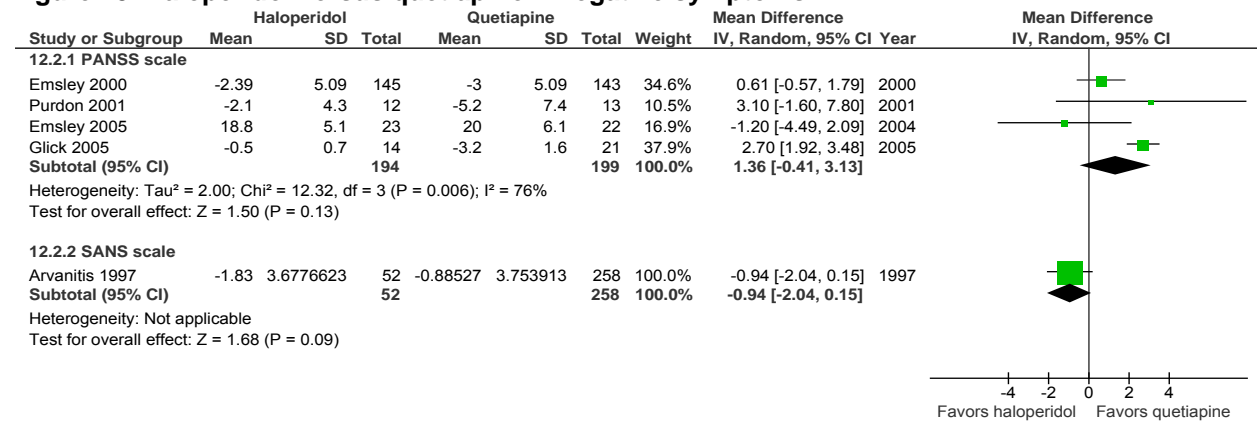 Haloperidol Quetiapine Mean Difference Mean Difference
Study or Subgroup Mean SD Total Mean SD Total Weight IV, Random, 95% CI Year IV, Random, 95% CI
12.2.1 PANSS scale
Emsley 2000 -2.39 5.09 145 -3 5.09 143 34.6% 0.61 [-0.57, 1.79] 2000
Purdon 2001 -2.1 4.3 12 -5.2 7.4 13 10.5% 3.10 [-1.60, 7.80] 2001
Emsley 2005 18.8 5.1 23 20 6.1 22 16.9% -1.20 [-4.49, 2.09] 2004
Glick 2005 -0.5 0.7 14 -3.2 1.6 21 37.9% 2.70 [1.92, 3.48] 2005
Subtotal (95% CI) 194 199 100.0% 1.36 [-0.41, 3.13]
Heterogeneity: Tau² = 2.00; Chi² = 12.32, df = 3 (P = 0.006); I² = 76%
Test for overall effect: Z = 1.50 (P = 0.13)
12.2.2 SANS scale
Arvanitis 1997 -1.83 3.6776623 52 -0.88527 3.753913 258 100.0% -0.94 [-2.04, 0.15] 1997
Subtotal (95% CI) 52 258 100.0% -0.94 [-2.04, 0.15]
Heterogeneity: Not applicable
Test for overall effect: Z = 1.68 (P = 0.09)
-4 -2 0 2 4
Favors haloperidol Favors quetiapine